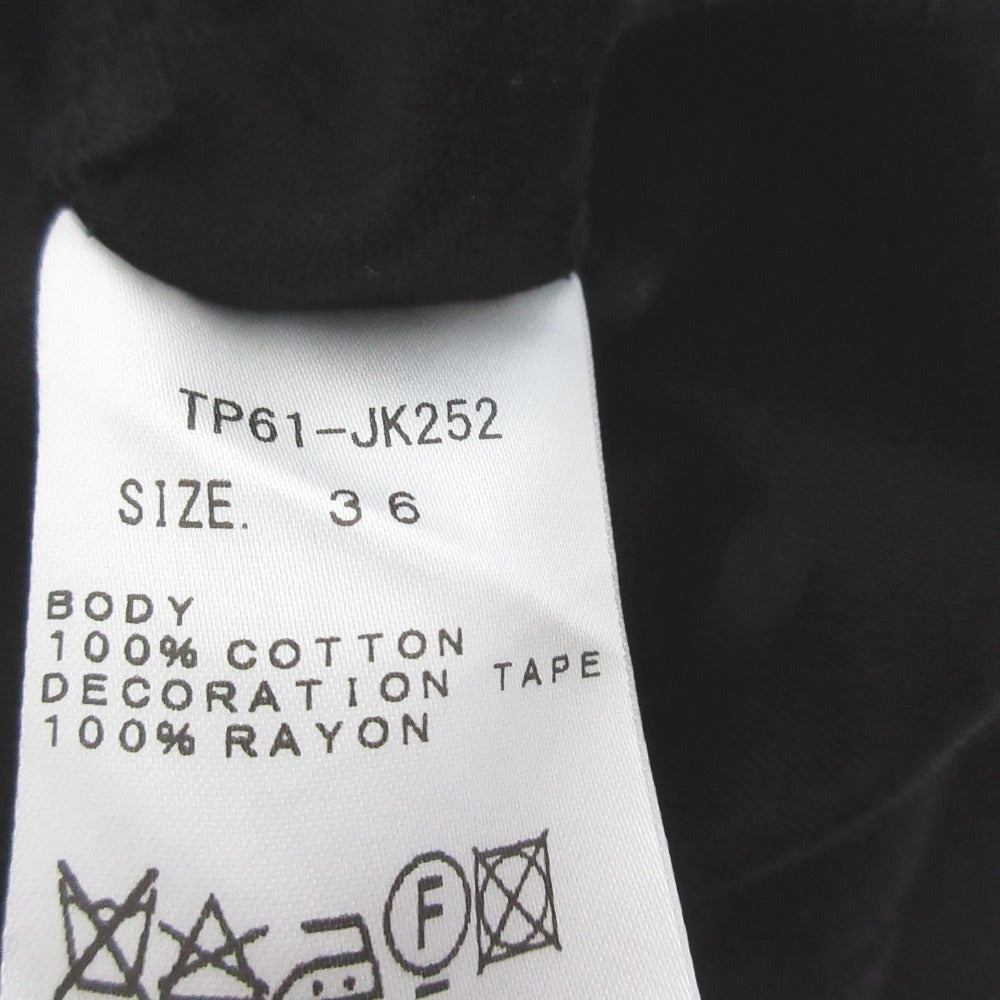 TP61-JK252
SIZE. 36
BODY
100% COTTON
DECORATION TAPE
100% RAYON
F